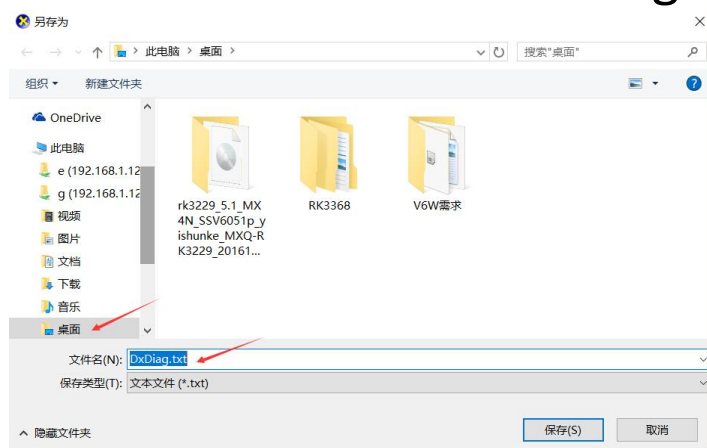 另存为
此电脑 > 桌面 >
搜索"桌面"
组织
新建文件夹
OneDrive
此电脑
e (192.168.1.12
g (192.168.1.12
视频
图片
文档
下载
音乐
桌面
rk3229_5.1_MX
4N_SSV6051p_y
ishunke_MXQ-R
K3229_20161...
RK3368
V6W需求
文件名(N): DxDiag.txt
保存类型(T): 文本文件 (*.txt)
隐藏文件夹
保存(S)
取消